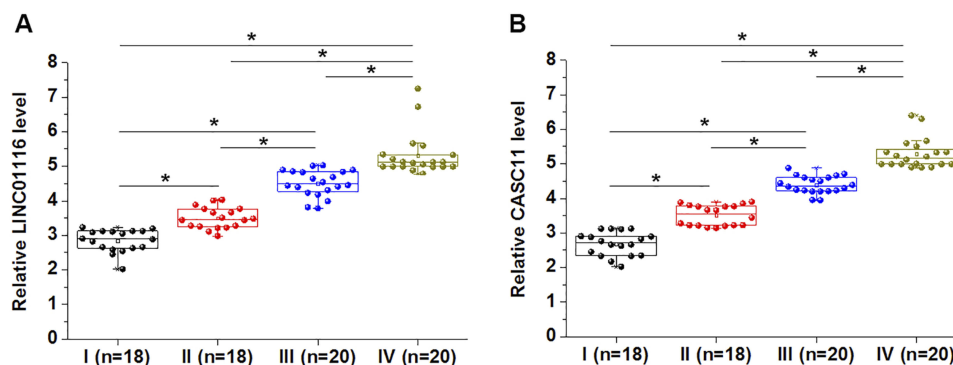 A
Relative LINC01116 level
8
7
6
5
4
3
2
1
0
* * * * * *
I (n=18) II (n=18) III (n=20) IV (n=20)
B
Relative CASC11 level
8
7
6
5
4
3
2
1
0
* * * * * *
I (n=18) II (n=18) III (n=20) IV (n=20)